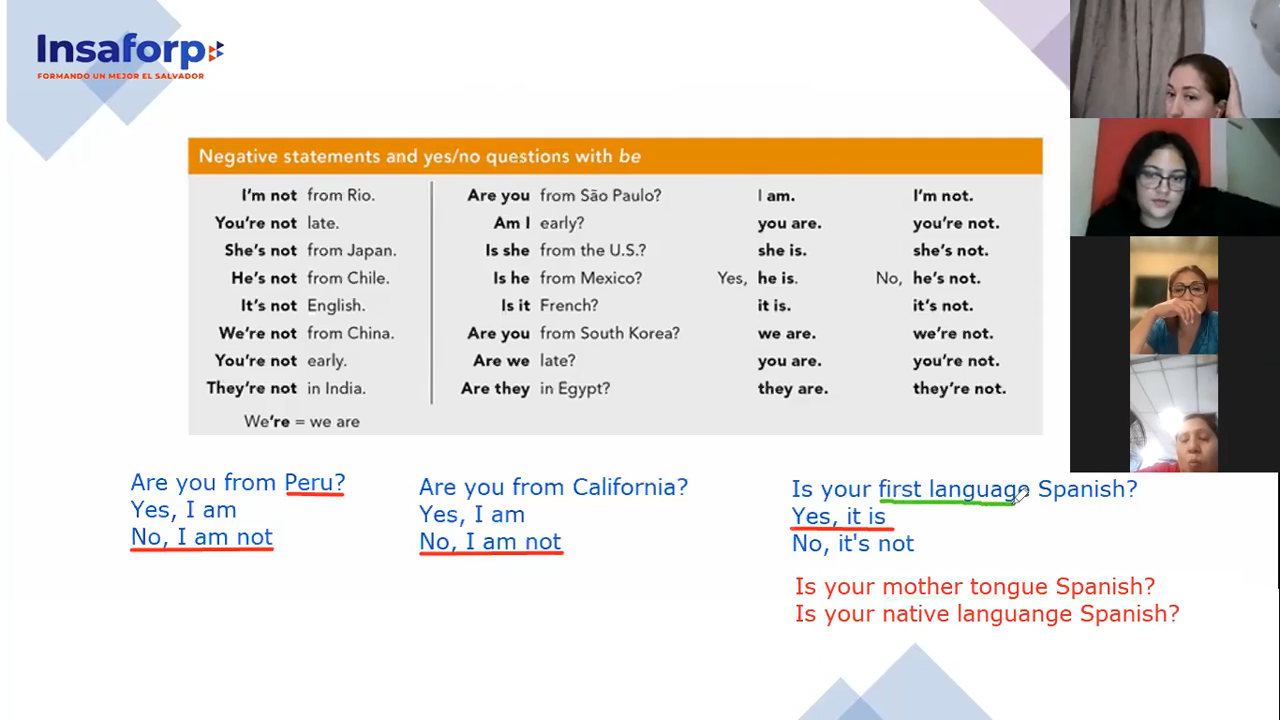 Insaforp
FORMANDO UN MEJOR EL SALVADOR
Negative statements and yes/no questions with be
I'm not from Rio.
You're not late.
She's not from Japan.
He's not from Chile.
It's not English.
We're not from China.
You're not early.
They're not in India.
We're = we are
Are you from São Paulo?
Am I early?
Is she from the U.S.?
Is he from Mexico?
Is it French?
Are you from South Korea?
Are we late?
Are they in Egypt?
Yes,
I am.
you are.
she is.
he is.
it is.
we are.
you are.
they are.
No,
I'm not.
you're not.
she's not.
he's not.
it's not.
we're not.
you're not.
they're not.
Are you from Peru?
Yes, I am
No, I am not
Are you from California?
Yes, I am
No, I am not
Is your first language Spanish?
Yes, it is
No, it's not
Is your mother tongue Spanish?
Is your native languange Spanish?